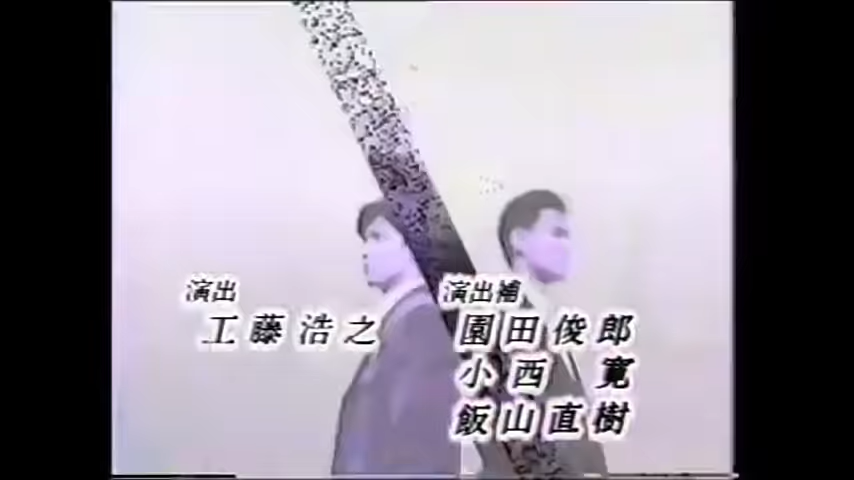 演出
工藤浩之
演出補
園田俊郎
小西 寛
飯山直樹